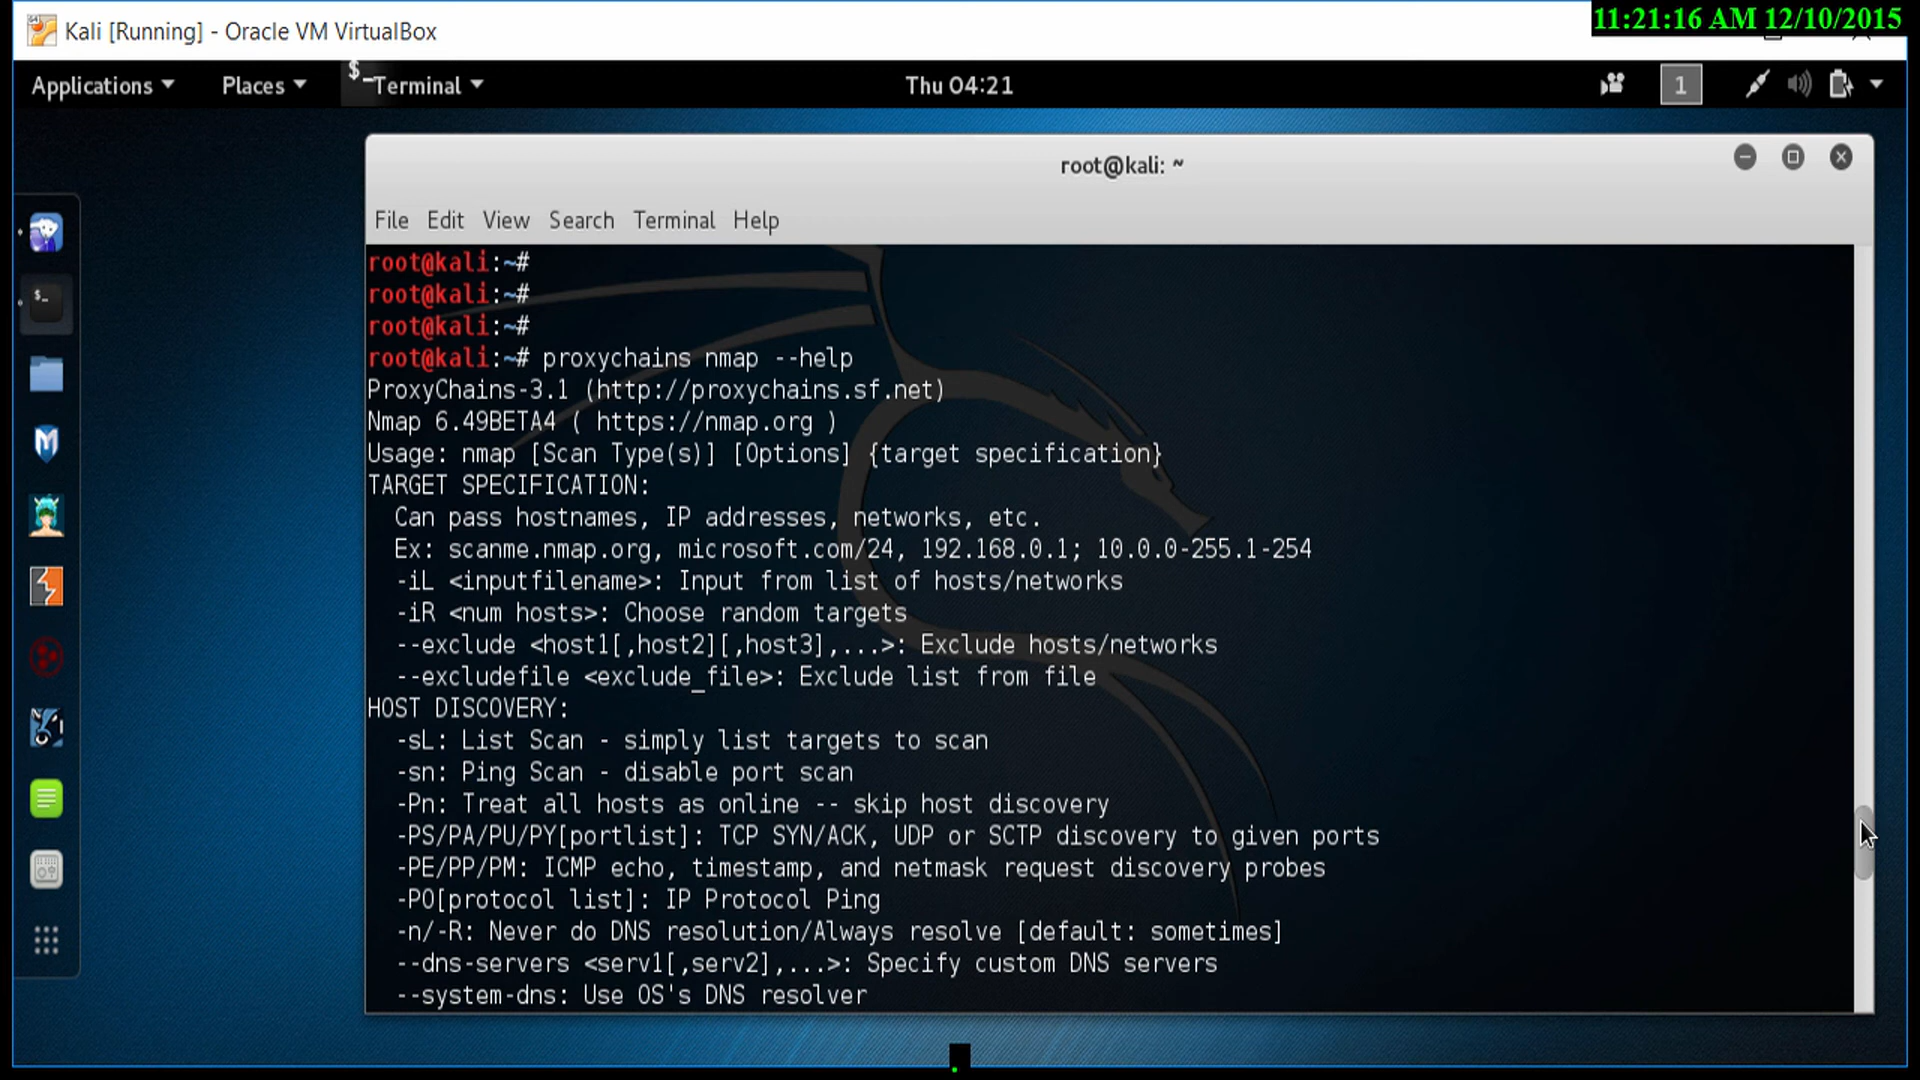 Kali [Running] - Oracle VM VirtualBox
11:21:16 AM 12/10/2015
Applications Places Terminal Thu 04:21 1
root@kali: ~
File Edit View Search Terminal Help
root@kali:~#
root@kali:~#
root@kali:~#
root@kali:~# proxychains nmap --help
ProxyChains-3.1 (http://proxychains.sf.net)
Nmap 6.49BETA4 ( https://nmap.org )
Usage: nmap [Scan Type(s)] [Options] {target specification}
TARGET SPECIFICATION:
  Can pass hostnames, IP addresses, networks, etc.
  Ex: scanme.nmap.org, microsoft.com/24, 192.168.0.1; 10.0.0-255.1-254
  -iL <inputfilename>: Input from list of hosts/networks
  -iR <num hosts>: Choose random targets
  --exclude <host1[,host2][,host3],...>: Exclude hosts/networks
  --excludefile <exclude_file>: Exclude list from file
HOST DISCOVERY:
  -sL: List Scan - simply list targets to scan
  -sn: Ping Scan - disable port scan
  -Pn: Treat all hosts as online -- skip host discovery
  -PS/PA/PU/PY[portlist]: TCP SYN/ACK, UDP or SCTP discovery to given ports
  -PE/PP/PM: ICMP echo, timestamp, and netmask request discovery probes
  -PO[protocol list]: IP Protocol Ping
  -n/-R: Never do DNS resolution/Always resolve [default: sometimes]
  --dns-servers <serv1[,serv2],...>: Specify custom DNS servers
  --system-dns: Use OS's DNS resolver